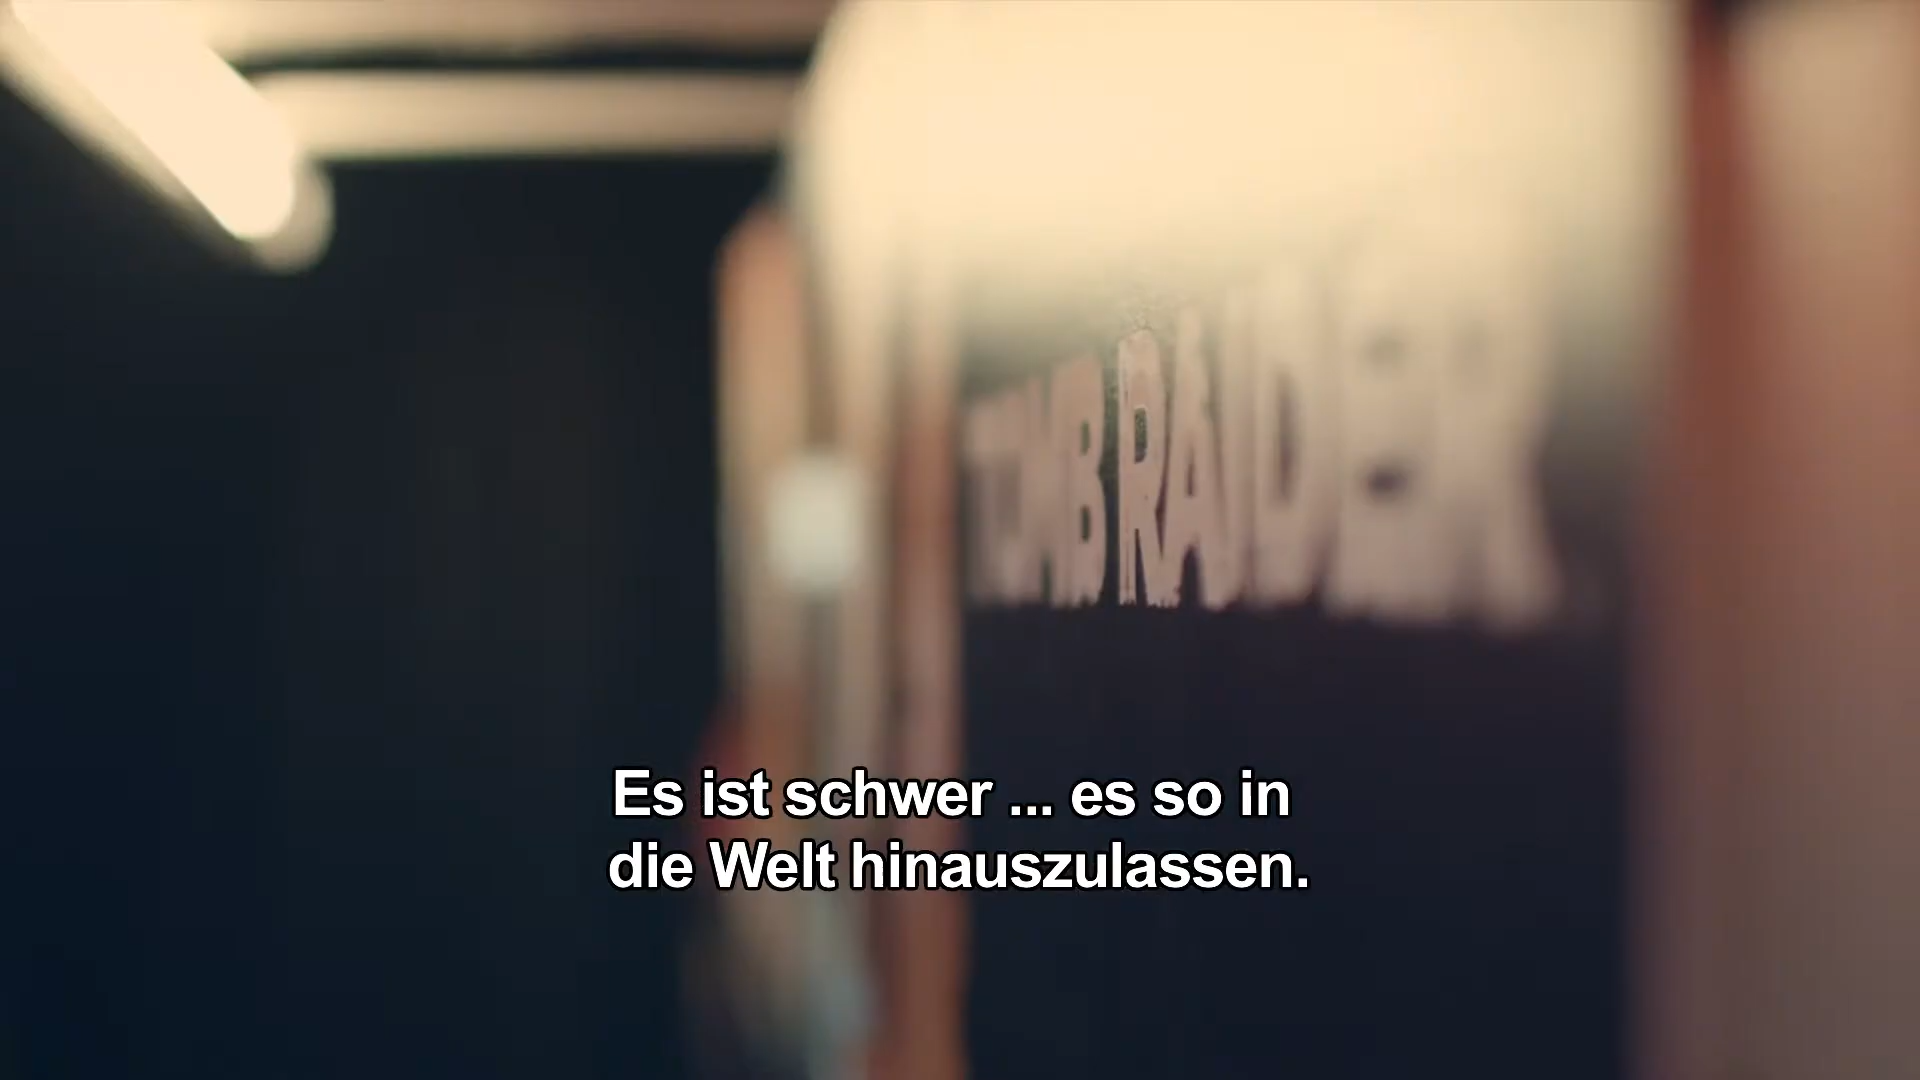 TOMB RAIDER
Es ist schwer ... es so in
die Welt hinauszulassen.